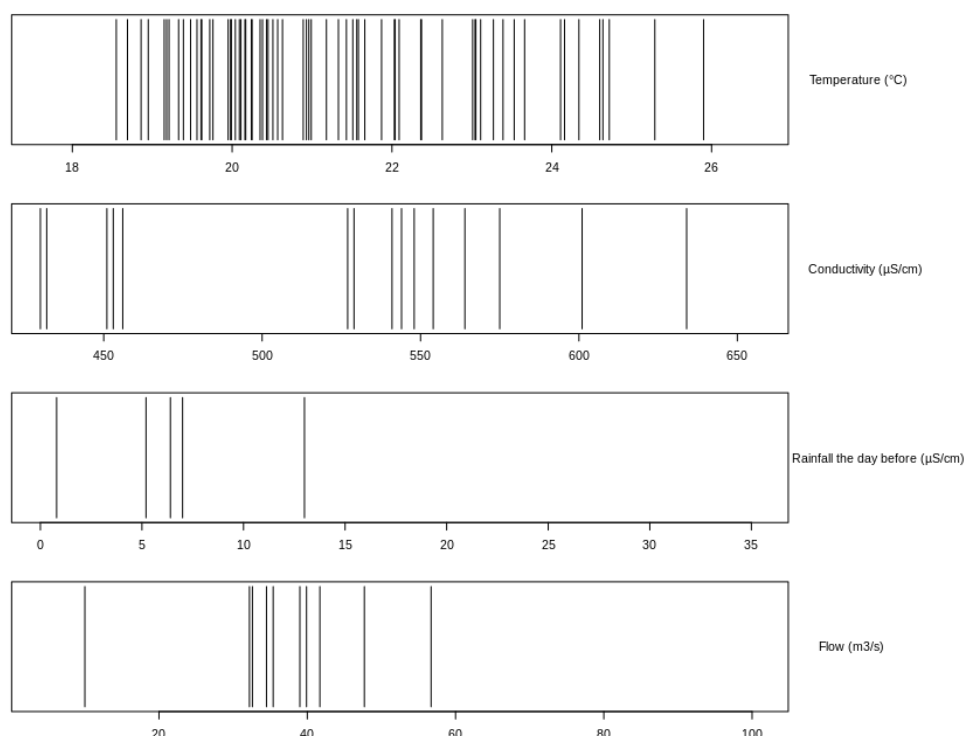 Temperature (°C)
18 20 22 24 26
Conductivity (µS/cm)
450 500 550 600 650
Rainfall the day before (µS/cm)
0 5 10 15 20 25 30 35
Flow (m3/s)
20 40 60 80 100